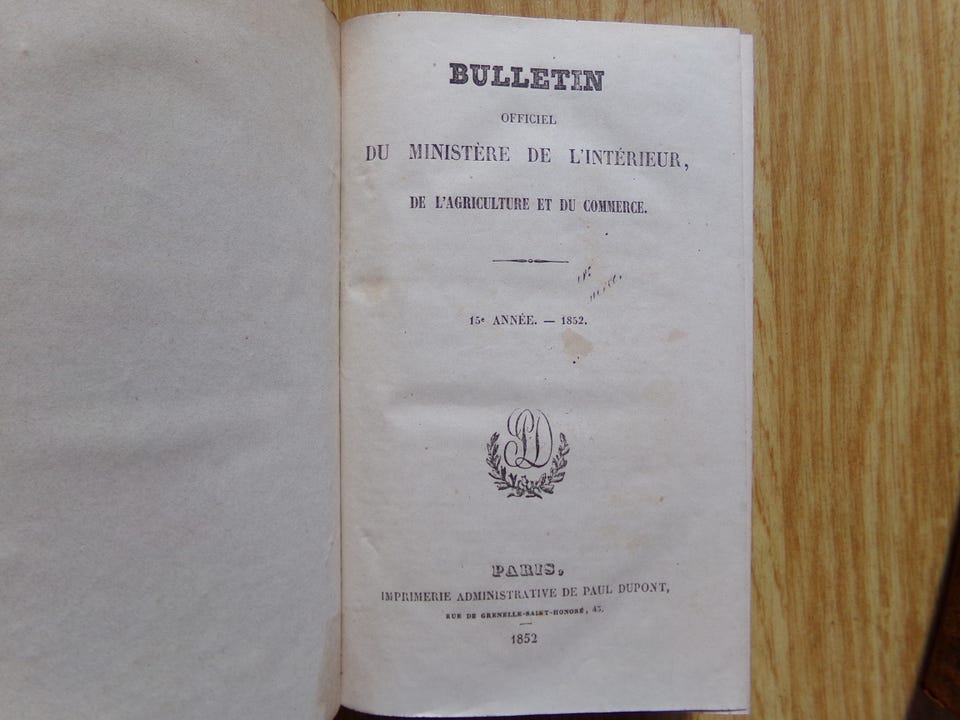 BULLETIN
OFFICIEL
DU MINISTÈRE DE L'INTÉRIEUR,
DE L'AGRICULTURE ET DU COMMERCE.
15e ANNÉE. — 1852.
PD
PARIS,
IMPRIMERIE ADMINISTRATIVE DE PAUL DUPONT,
RUE DE GRENELLE-SAINT-HONORÉ, 45.
1852